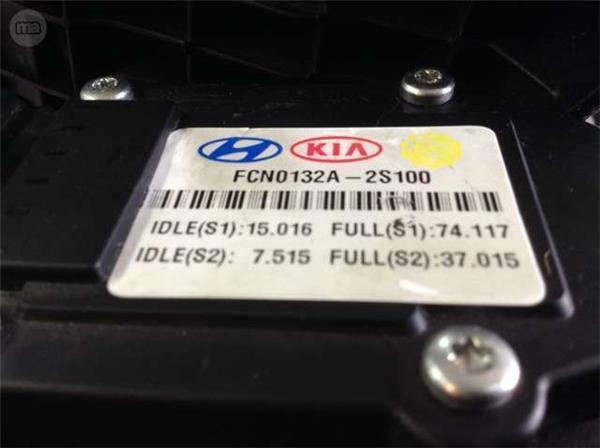 ma
KIA
FCN0132A-2S100
IDLE(S1):15.016 FULL(S1):74.117
IDLE(S2): 7.515 FULL(S2):37.015